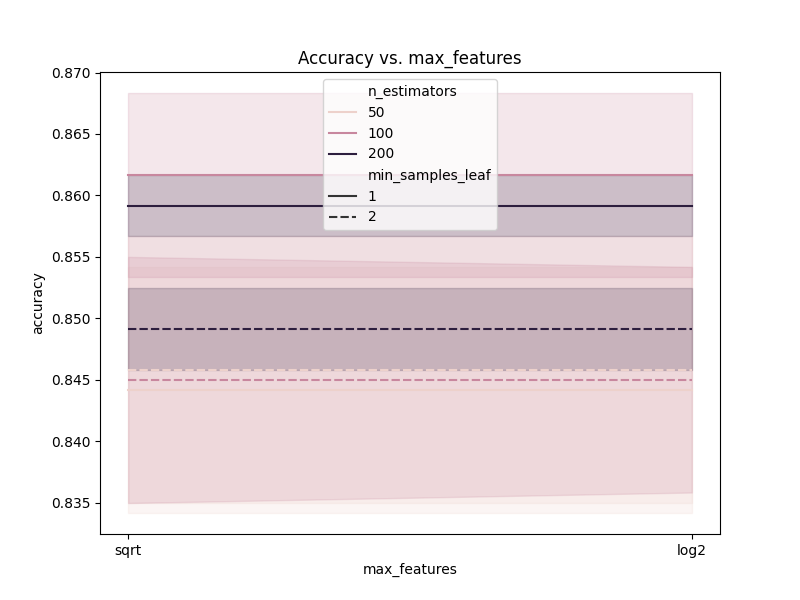 Accuracy vs. max_features
n_estimators
50
100
200
min_samples_leaf
1
2
0.870
0.865
0.860
0.855
0.850
0.845
0.840
0.835
accuracy
sqrt
log2
max_features